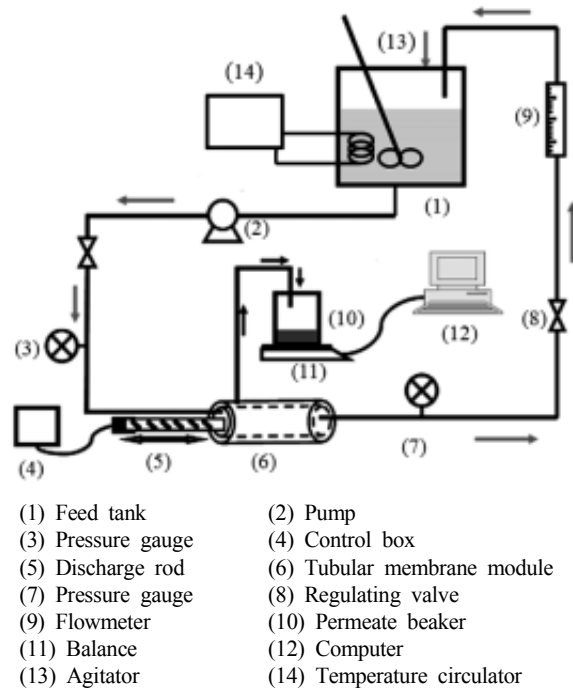 (13)
(14)
(9)
(1)
(2)
(10)
(8)
(3)
(12)
(11)
(4)
(5)
(6)
(7)
(1) Feed tank (2) Pump
(3) Pressure gauge (4) Control box
(5) Discharge rod (6) Tubular membrane module
(7) Pressure gauge (8) Regulating valve
(9) Flowmeter (10) Permeate beaker
(11) Balance (12) Computer
(13) Agitator (14) Temperature circulator